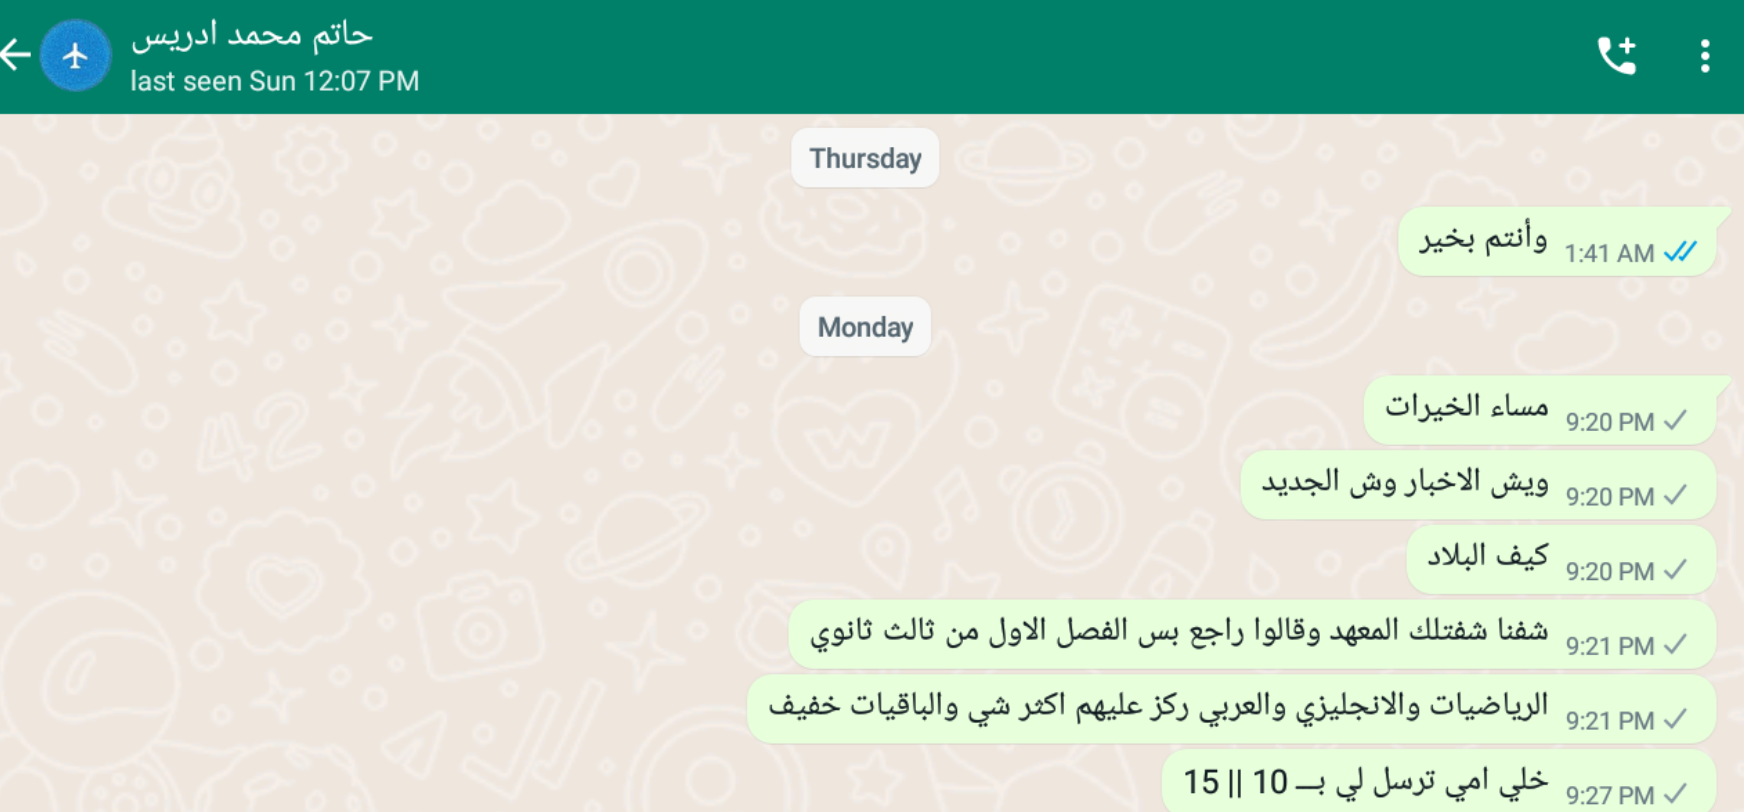 حاتم محمد ادريس
last seen Sun 12:07 PM
Thursday
وأنتم بخير
1:41 AM
Monday
مساء الخيرات
9:20 PM
ويش الاخبار وش الجديد
9:20 PM
كيف البلاد
9:20 PM
شفنا شفتلك المعهد وقالوا راجع بس الفصل الاول من ثالث ثانوي
9:21 PM
الرياضيات والانجليزي والعربي ركز عليهم اكثر شي والباقيات خفيف
9:21 PM
خلي امي ترسل لي بــ 10 || 15
9:27 PM